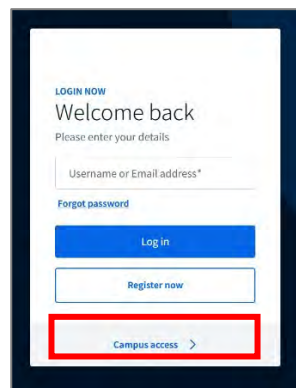 LOGIN NOW
Welcome back
Please enter your details
Username or Email address*
Forgot password
Log in
Register now
Campus access